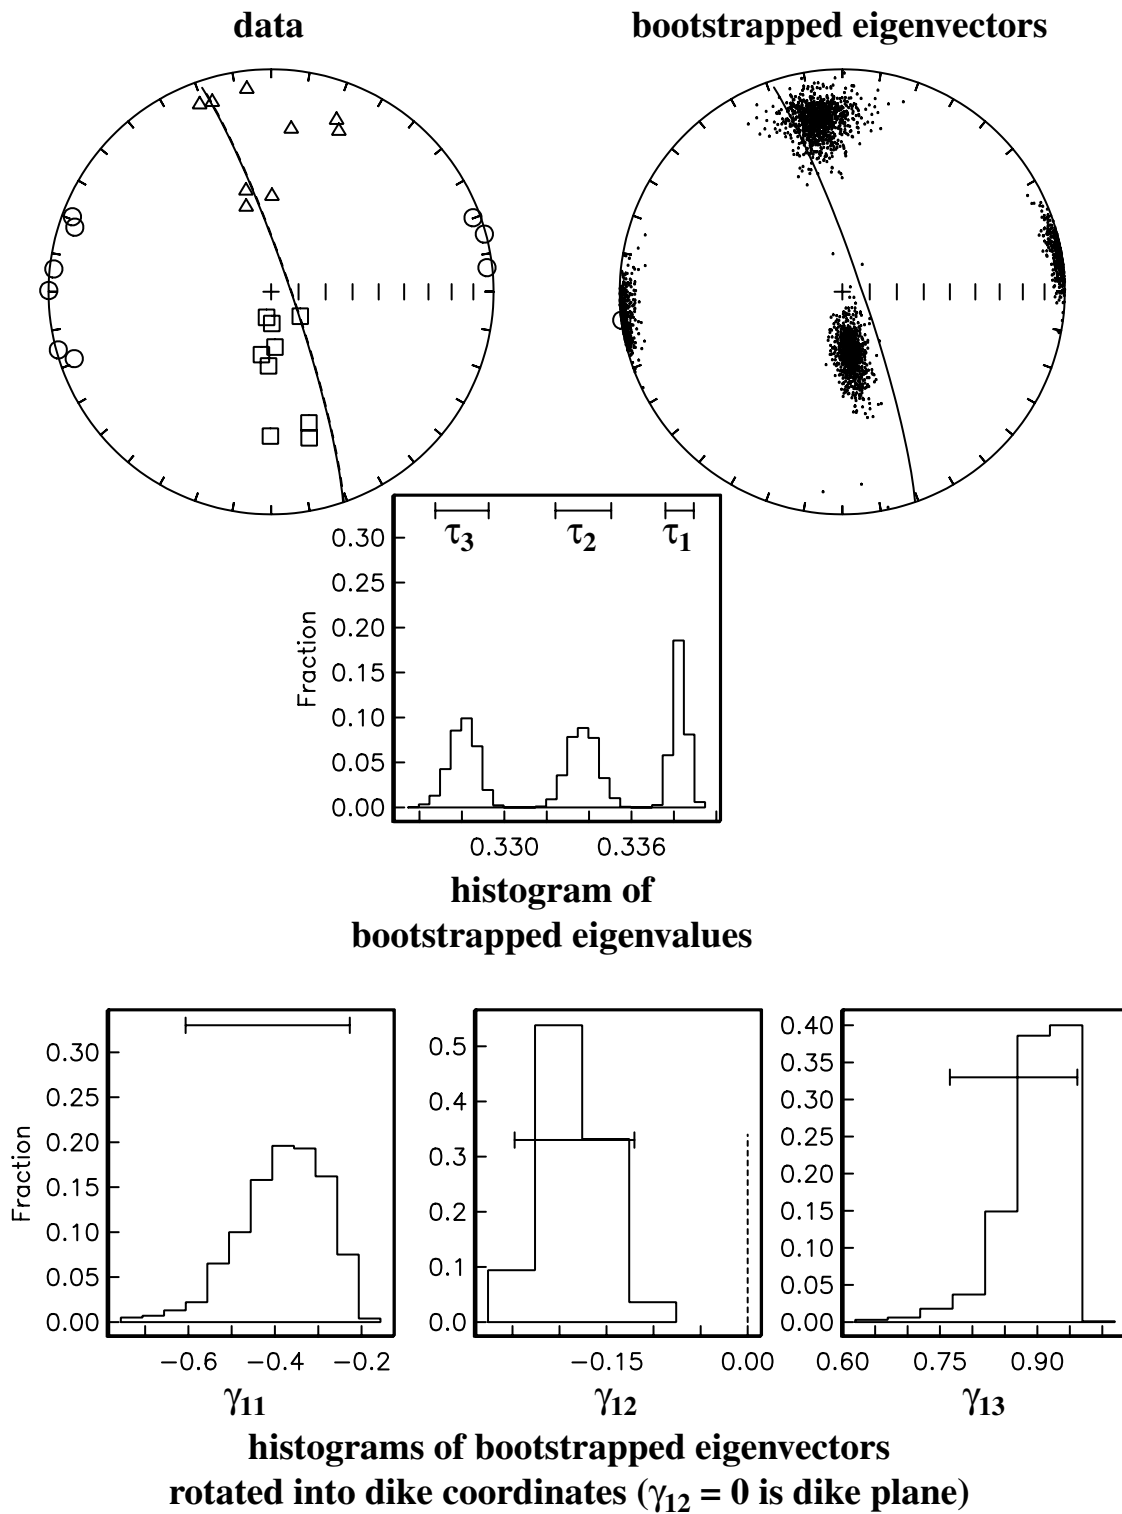 data
bootstrapped eigenvectors
τ3 τ2 τ1
0.30
0.25
0.20
0.15
0.10
0.05
0.00
Fraction
0.330 0.336
histogram of
bootstrapped eigenvalues
0.30
0.25
0.20
0.15
0.10
0.05
0.00
Fraction
−0.6 −0.4 −0.2
γ11
0.5
0.4
0.3
0.2
0.1
0.0
−0.15 0.00
γ12
0.40
0.35
0.30
0.25
0.20
0.15
0.10
0.05
0.00
0.60 0.75 0.90
γ13
histograms of bootstrapped eigenvectors
rotated into dike coordinates (γ12 = 0 is dike plane)